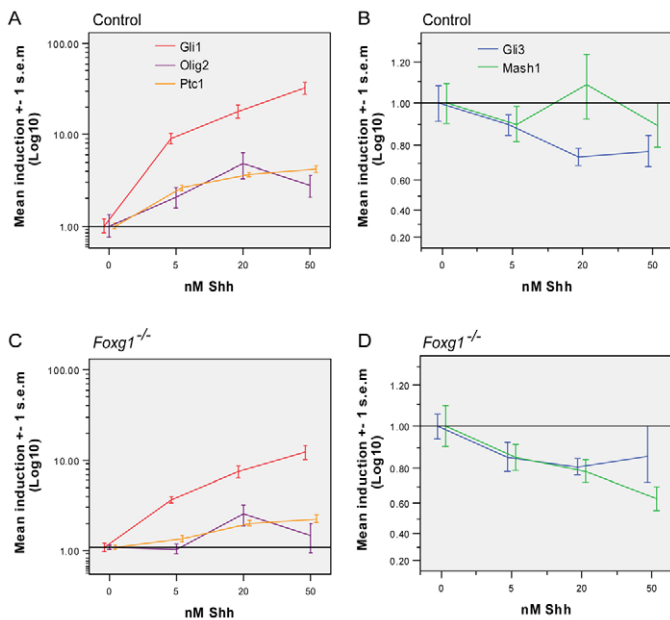 A
Control
Mean induction +- 1 s.e.m
(Log10)
100.00
10.00
1.00
Gli1
Olig2
Ptc1
0
5
20
50
nM Shh
B
Control
Mean induction +- 1 s.e.m
(Log10)
1.20
1.00
0.80
0.60
0.40
0.20
Gli3
Mash1
0
5
20
50
nM Shh
C
Foxg1-/-
Mean induction +- 1 s.e.m
(Log10)
100.00
10.00
1.00
0
5
20
50
nM Shh
D
Foxg1-/-
Mean induction +- 1 s.e.m
(Log10)
1.20
1.00
0.80
0.60
0.40
0.20
0
5
20
50
nM Shh